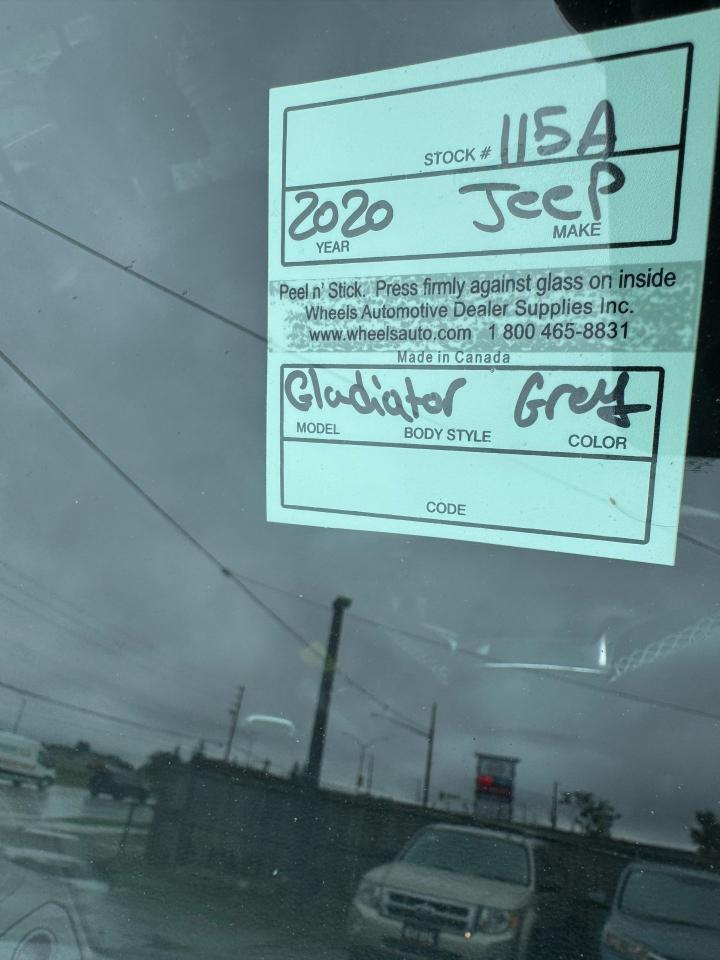 STOCK # 115A
2020 Jeep
YEAR MAKE
Peel n' Stick. Press firmly against glass on inside
Wheels Automotive Dealer Supplies Inc.
www.wheelsauto.com 1 800 465-8831
Made in Canada
Gladiator Grey
MODEL BODY STYLE COLOR
CODE